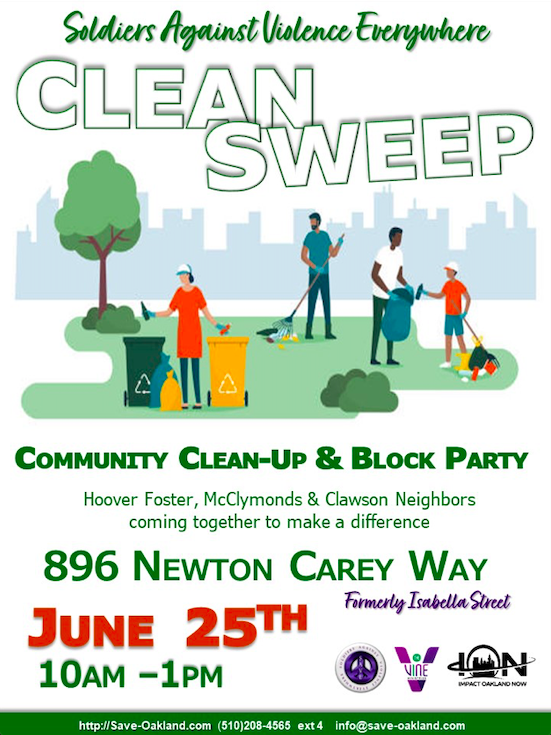 Soldiers Against Violence Everywhere
CLEAN
SWEEP
COMMUNITY CLEAN-UP & BLOCK PARTY
Hoover Foster, McClymonds & Clawson Neighbors
coming together to make a difference
896 NEWTON CAREY WAY
Formerly Isabella Street
JUNE 25TH
10AM –1PM
VINE
ION
IMPACT OAKLAND NOW
http://Save-Oakland.com (510)208-4565 ext 4 info@save-oakland.com